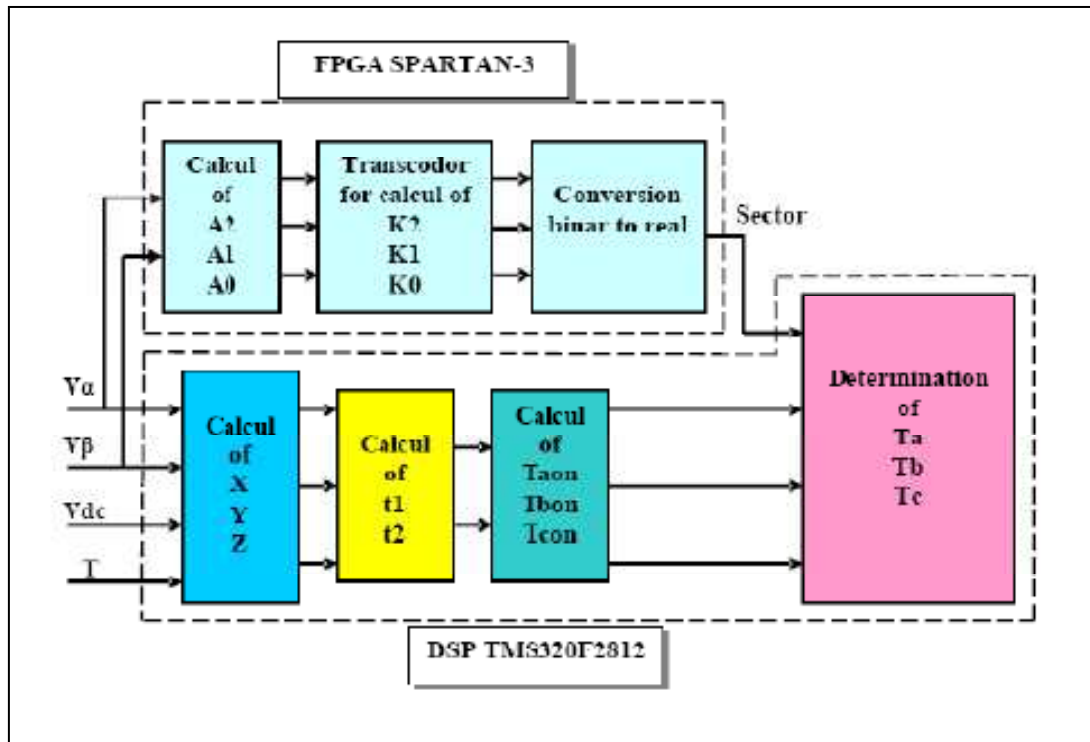 FPGA SPARTAN-3
Calcul
of
A2
A1
A0
Transcodor
for calcul of
K2
K1
K0
Conversion
binar to real
Sector
Vα
Vβ
Vdc
T
Calcul
of
X
Y
Z
Calcul
of
t1
t2
Calcul
of
Taon
Tbon
Tcon
Determination
of
Ta
Tb
Tc
DSP TMS320F2812